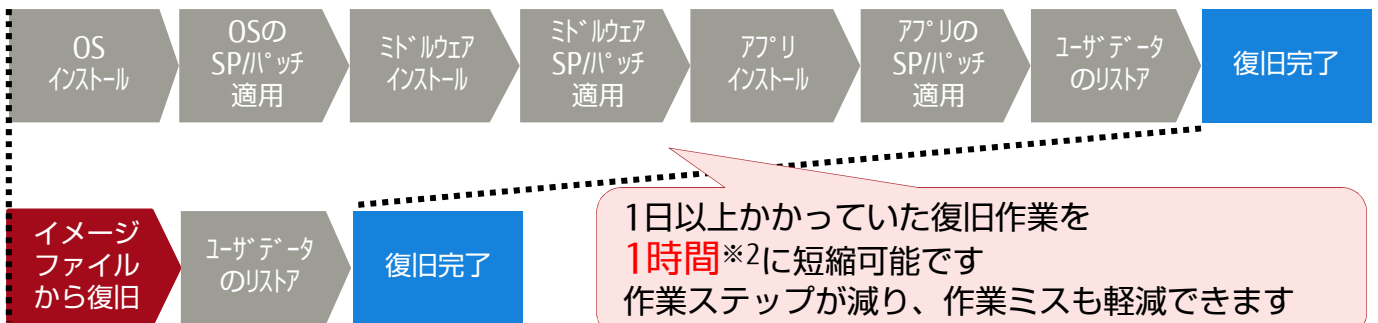 OS
ｲﾝｽﾄｰﾙ
OSの
SP/ﾊﾟｯﾁ
適用
ﾐﾄﾞﾙｳｪｱ
ｲﾝｽﾄｰﾙ
ﾐﾄﾞﾙｳｪｱ
SP/ﾊﾟｯﾁ
適用
ｱﾌﾟﾘ
ｲﾝｽﾄｰﾙ
ｱﾌﾟﾘの
SP/ﾊﾟｯﾁ
適用
ﾕｰｻﾞﾃﾞｰﾀ
のﾘｽﾄｱ
復旧完了
イメージ
ファイル
から復旧
ﾕｰｻﾞﾃﾞｰﾀ
のﾘｽﾄｱ
復旧完了
1日以上かかっていた復旧作業を
1時間※2に短縮可能です
作業ステップが減り、作業ミスも軽減できます